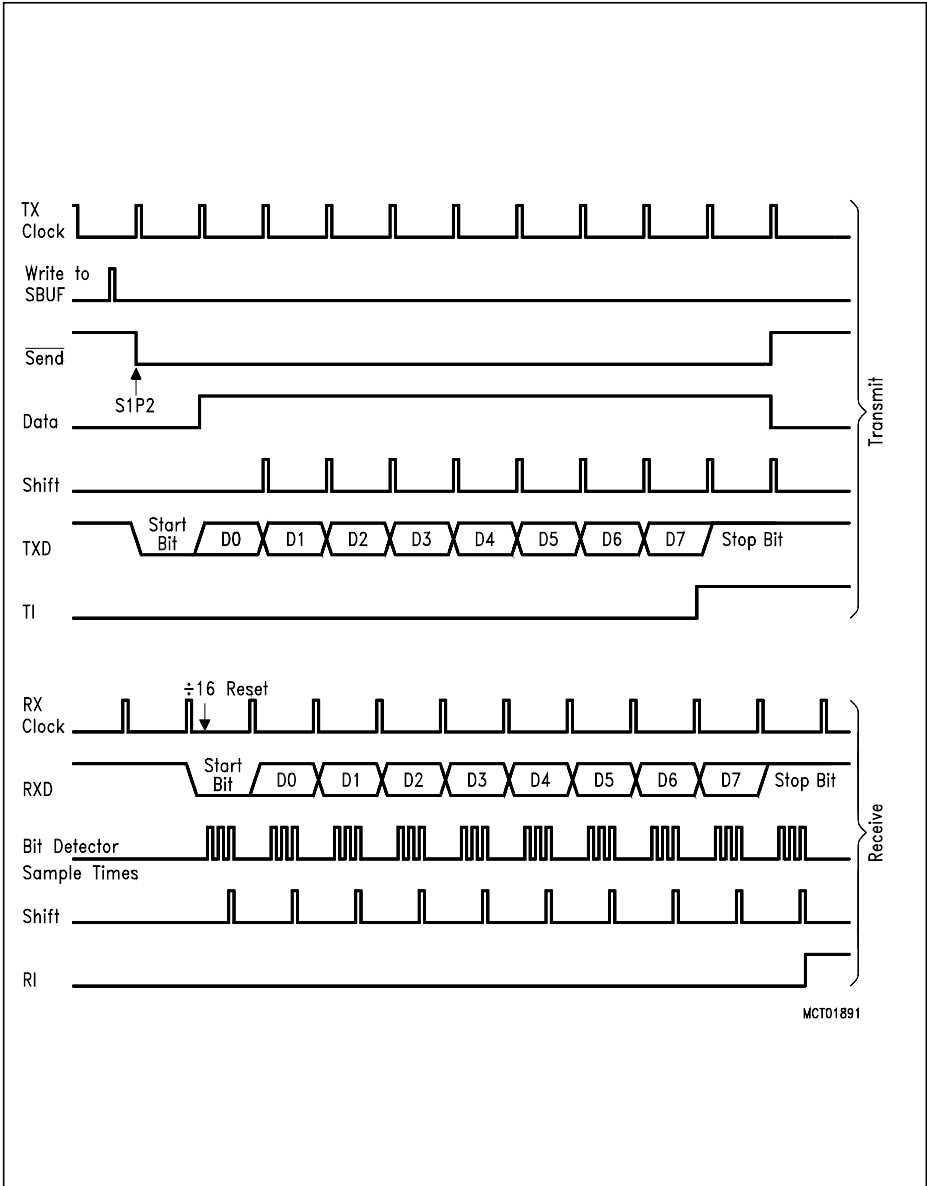 TX
Clock
Write to
SBUF
Send
S1P2
Data
Shift
TXD
Start
Bit
D0 D1 D2 D3 D4 D5 D6 D7 Stop Bit
TI
Transmit
÷16 Reset
RX
Clock
RXD
Start
Bit
D0 D1 D2 D3 D4 D5 D6 D7 Stop Bit
Bit Detector
Sample Times
Shift
RI
Receive
MCT01891